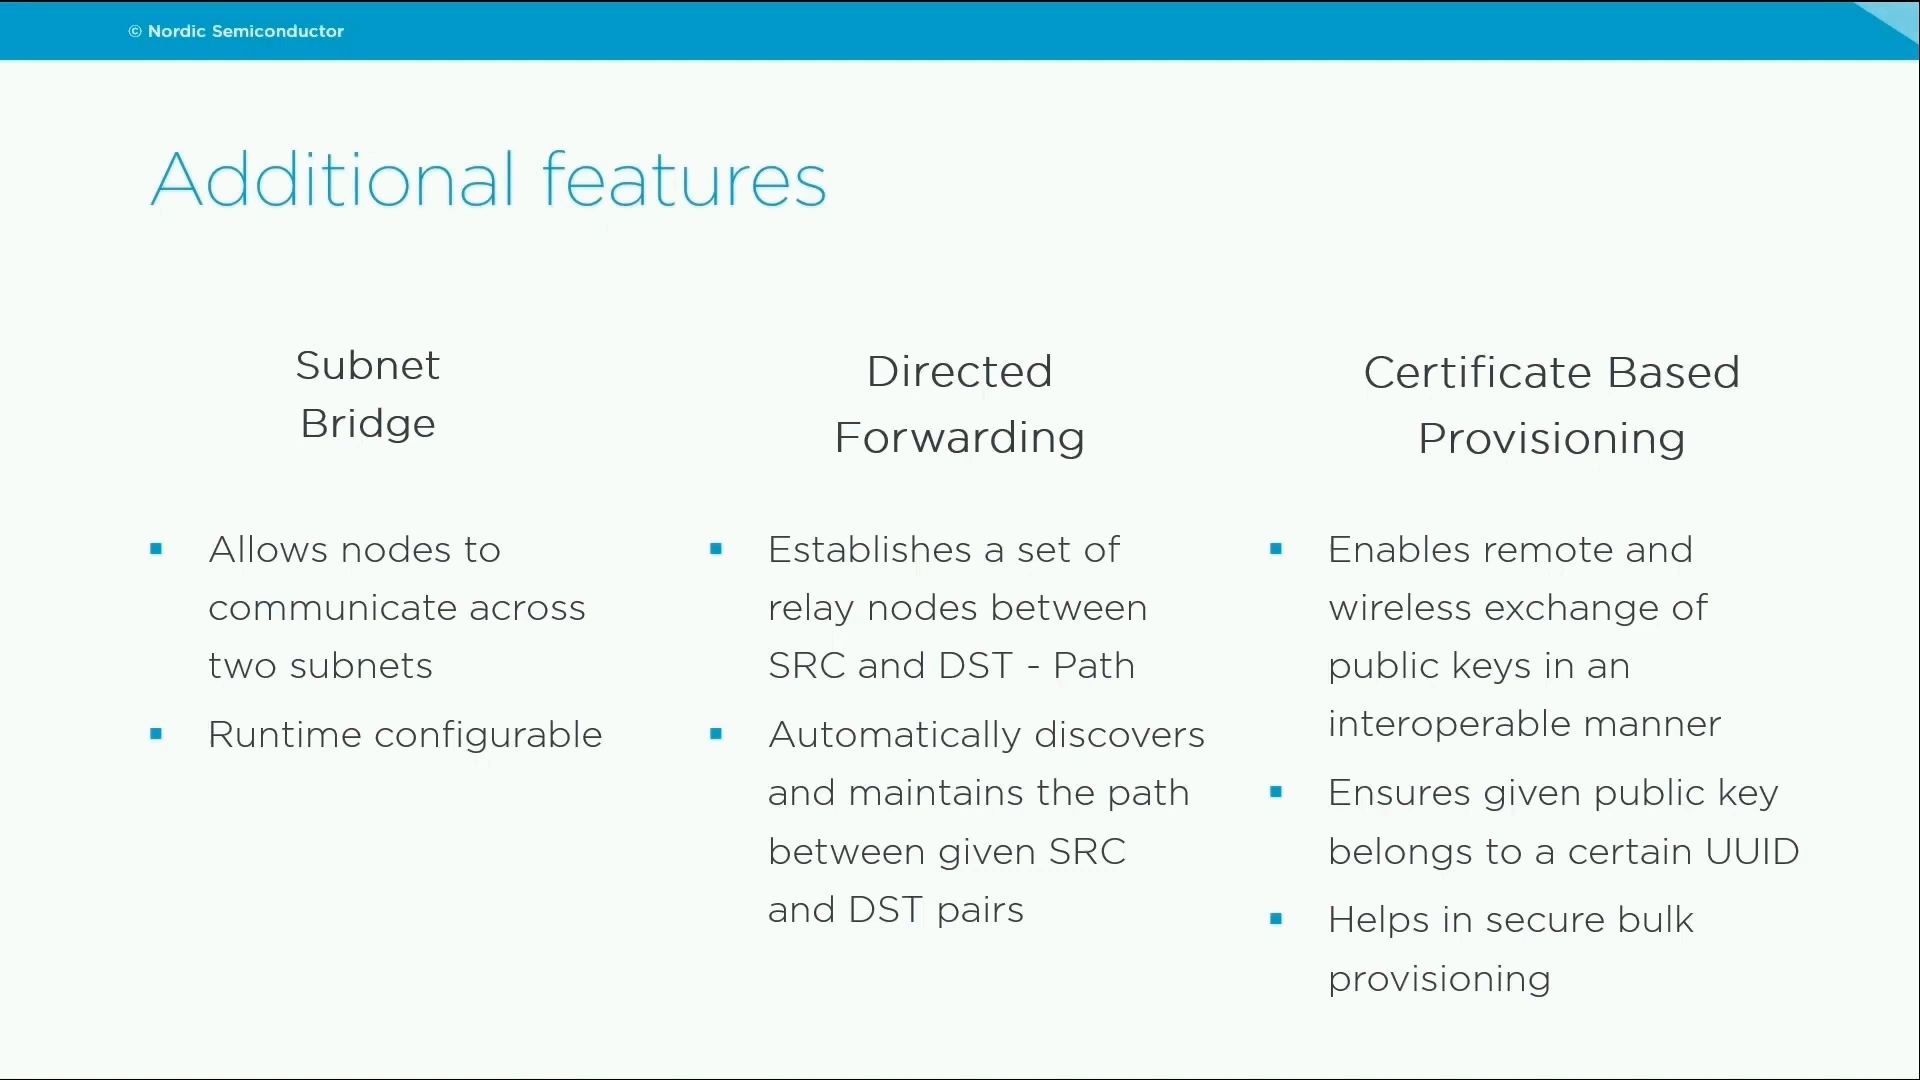 © Nordic Semiconductor
Additional features
Subnet
Bridge
▪ Allows nodes to
communicate across
two subnets
▪ Runtime configurable
Directed
Forwarding
▪ Establishes a set of
relay nodes between
SRC and DST - Path
▪ Automatically discovers
and maintains the path
between given SRC
and DST pairs
Certificate Based
Provisioning
▪ Enables remote and
wireless exchange of
public keys in an
interoperable manner
▪ Ensures given public key
belongs to a certain UUID
▪ Helps in secure bulk
provisioning